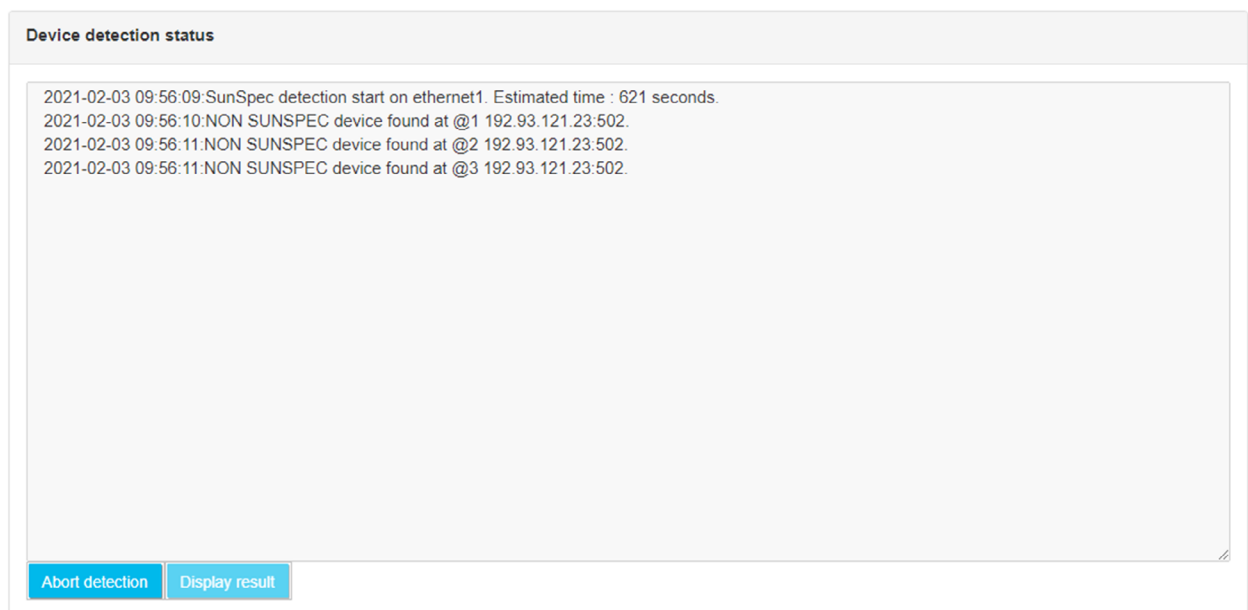 Device detection status
2021-02-03 09:56:09:SunSpec detection start on ethernet1. Estimated time : 621 seconds.
2021-02-03 09:56:10:NON SUNSPEC device found at @1 192.93.121.23:502.
2021-02-03 09:56:11:NON SUNSPEC device found at @2 192.93.121.23:502.
2021-02-03 09:56:11:NON SUNSPEC device found at @3 192.93.121.23:502.
Abort detection Display result